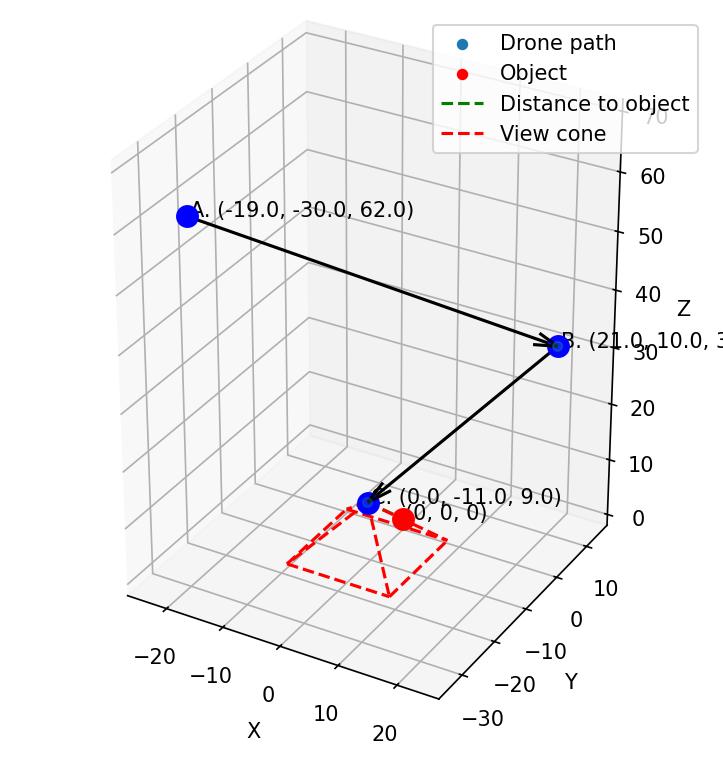 Drone path
Object
Distance to object
View cone
A. (-19.0, -30.0, 62.0)
B. (21.0, 10.0, 3
C. (0.0, -11.0, 9.0)
(0, 0, 0)
70
60
50
40
30
20
10
0
Z
−20
−10
0
10
20
X
10
0
−10
−20
−30
Y